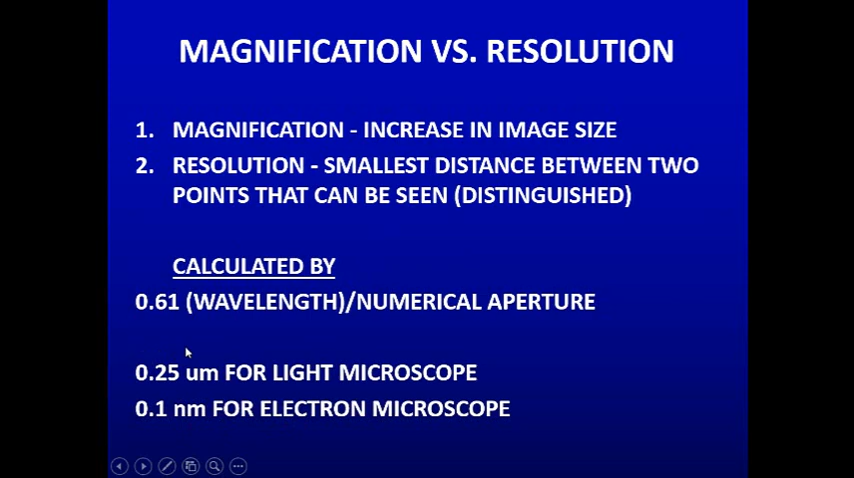 MAGNIFICATION VS. RESOLUTION
1. MAGNIFICATION - INCREASE IN IMAGE SIZE
2. RESOLUTION - SMALLEST DISTANCE BETWEEN TWO
POINTS THAT CAN BE SEEN (DISTINGUISHED)
CALCULATED BY
0.61 (WAVELENGTH)/NUMERICAL APERTURE
0.25 um FOR LIGHT MICROSCOPE
0.1 nm FOR ELECTRON MICROSCOPE